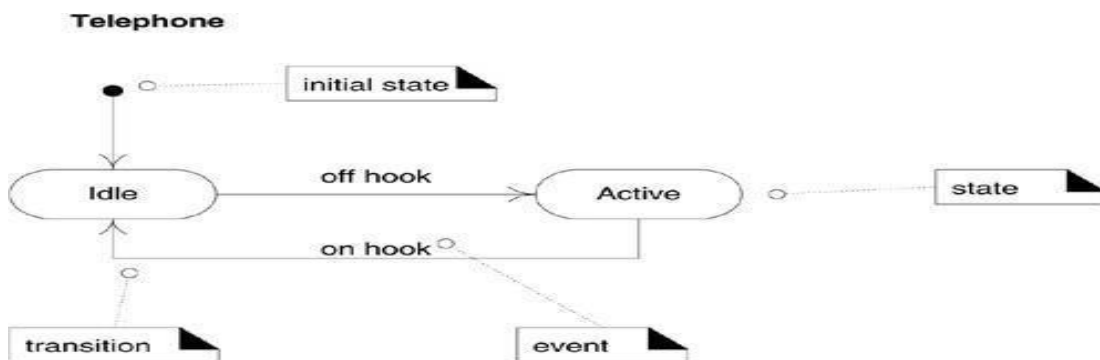 Telephone
initial state
off hook
Idle
Active
state
on hook
transition
event